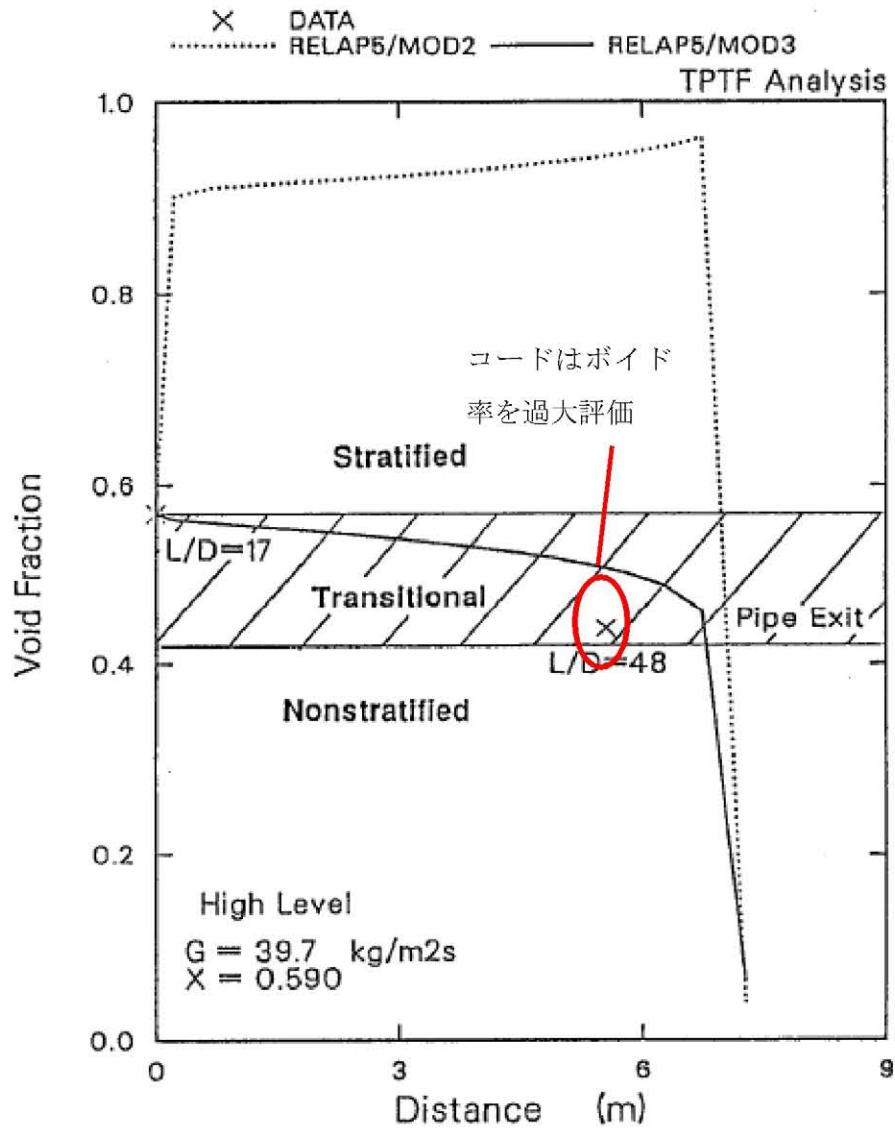 × DATA
RELAP5/MOD2 RELAP5/MOD3
TPTF Analysis
1.0
0.8
0.6
0.4
0.2
0.0
Void Fraction
コードはボイド
率を過大評価
Stratified
L/D=17
Transitional
Pipe Exit
L/D=48
Nonstratified
High Level
G = 39.7 kg/m2s
X = 0.590
0 3 6 9
Distance (m)